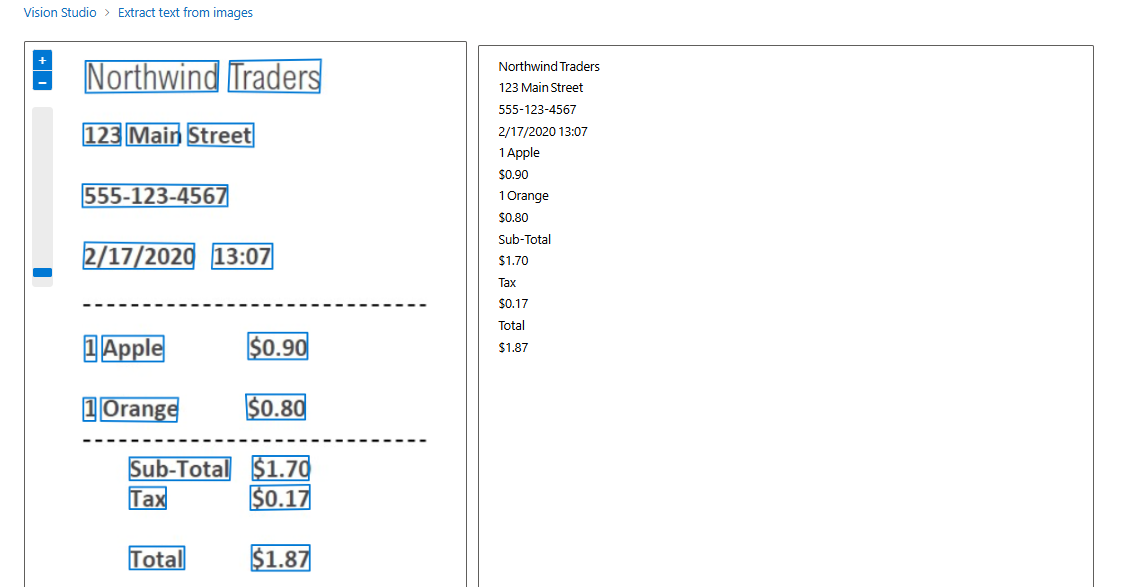 Vision Studio > Extract text from images
+
-
Northwind Traders
123 Main Street
555-123-4567
2/17/2020 13:07
1 Apple $0.90
1 Orange $0.80
Sub-Total $1.70
Tax $0.17
Total $1.87
Northwind Traders
123 Main Street
555-123-4567
2/17/2020 13:07
1 Apple
$0.90
1 Orange
$0.80
Sub-Total
$1.70
Tax
$0.17
Total
$1.87